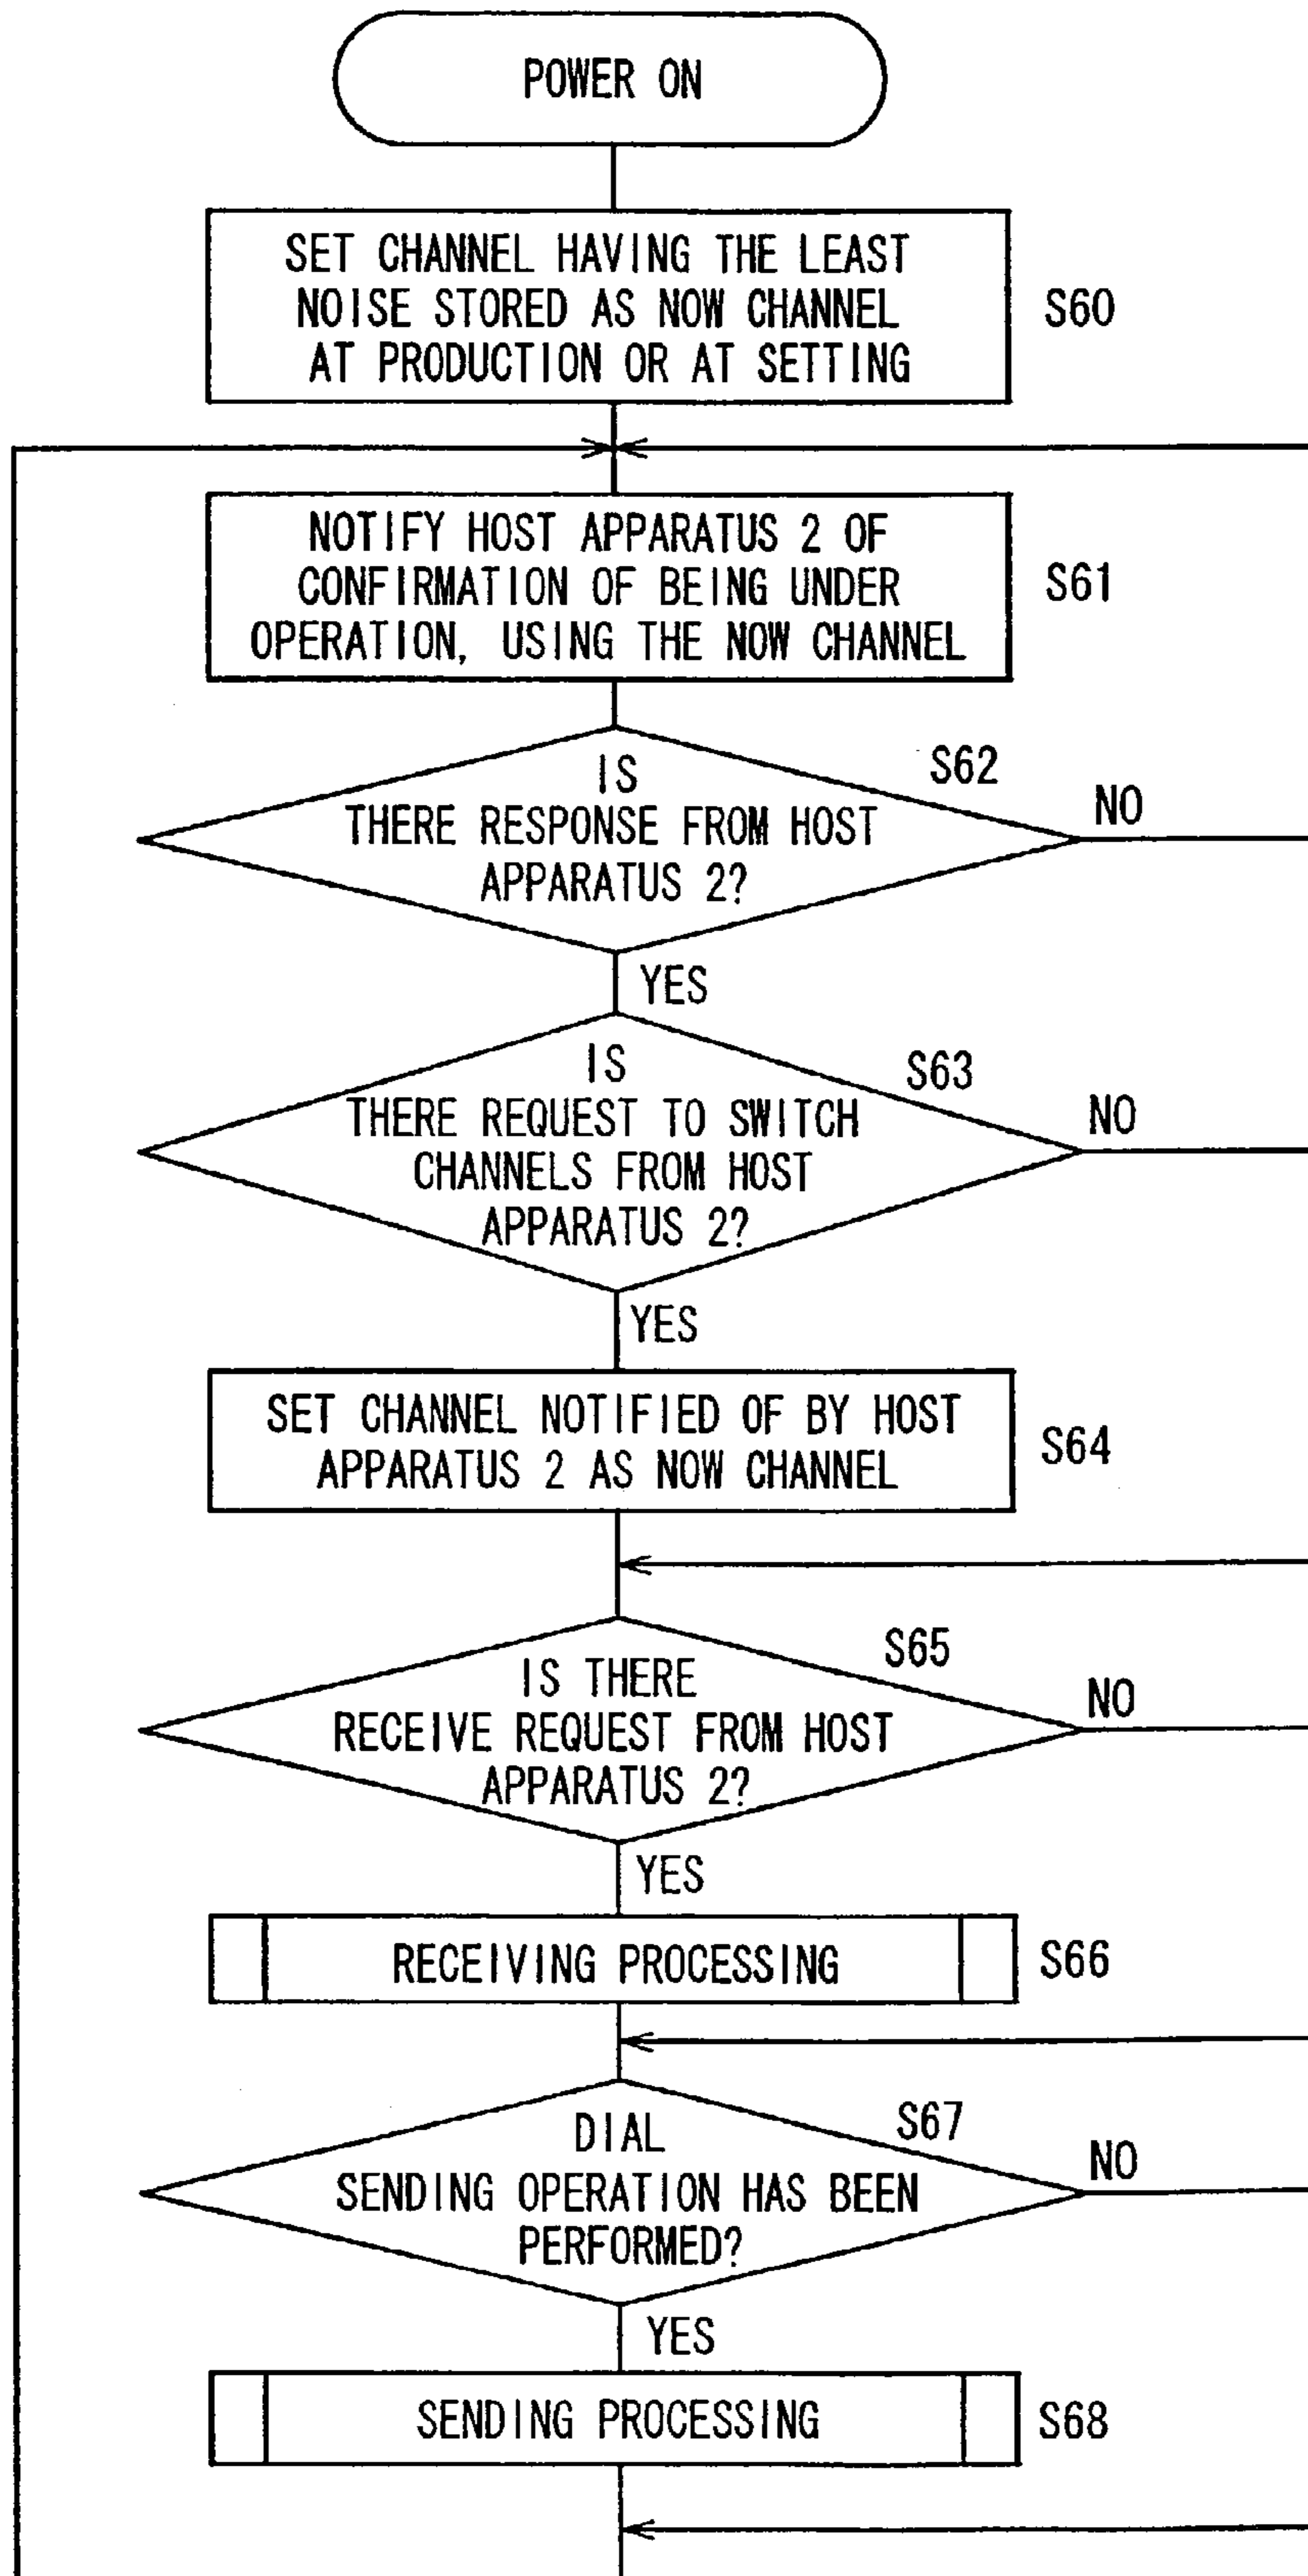 POWER ON
SET CHANNEL HAVING THE LEAST
NOISE STORED AS NOW CHANNEL
AT PRODUCTION OR AT SETTING
S60
NOTIFY HOST APPARATUS 2 OF
CONFIRMATION OF BEING UNDER
OPERATION, USING THE NOW CHANNEL
S61
IS
THERE RESPONSE FROM HOST
APPARATUS 2?
S62
NO
YES
IS
THERE REQUEST TO SWITCH
CHANNELS FROM HOST
APPARATUS 2?
S63
NO
YES
SET CHANNEL NOTIFIED OF BY HOST
APPARATUS 2 AS NOW CHANNEL
S64
IS THERE
RECEIVE REQUEST FROM HOST
APPARATUS 2?
S65
NO
YES
RECEIVING PROCESSING
S66
DIAL
SENDING OPERATION HAS BEEN
PERFORMED?
S67
NO
YES
SENDING PROCESSING
S68